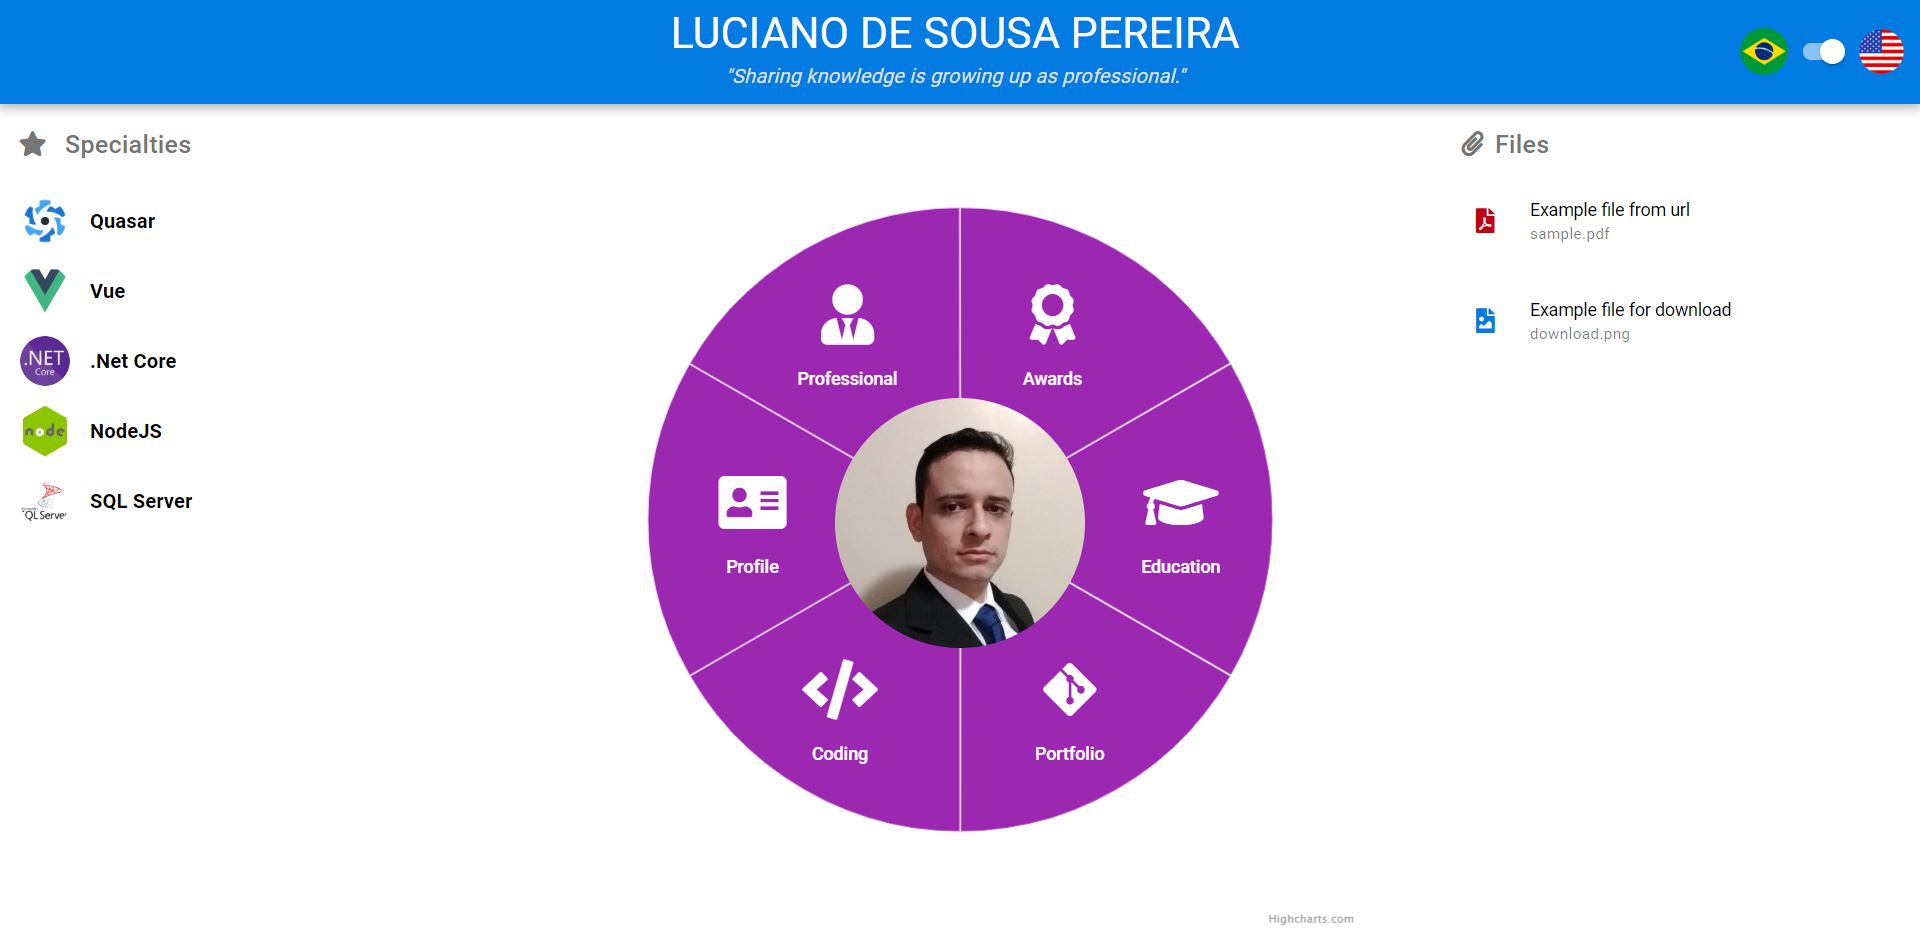 LUCIANO DE SOUSA PEREIRA
"Sharing knowledge is growing up as professional."
Specialties
Quasar
Vue
.NET
Core
.Net Core
node
NodeJS
SQL Server
Professional
Awards
Profile
Education
Coding
Portfolio
Files
Example file from url
sample.pdf
Example file for download
download.png
Highcharts.com